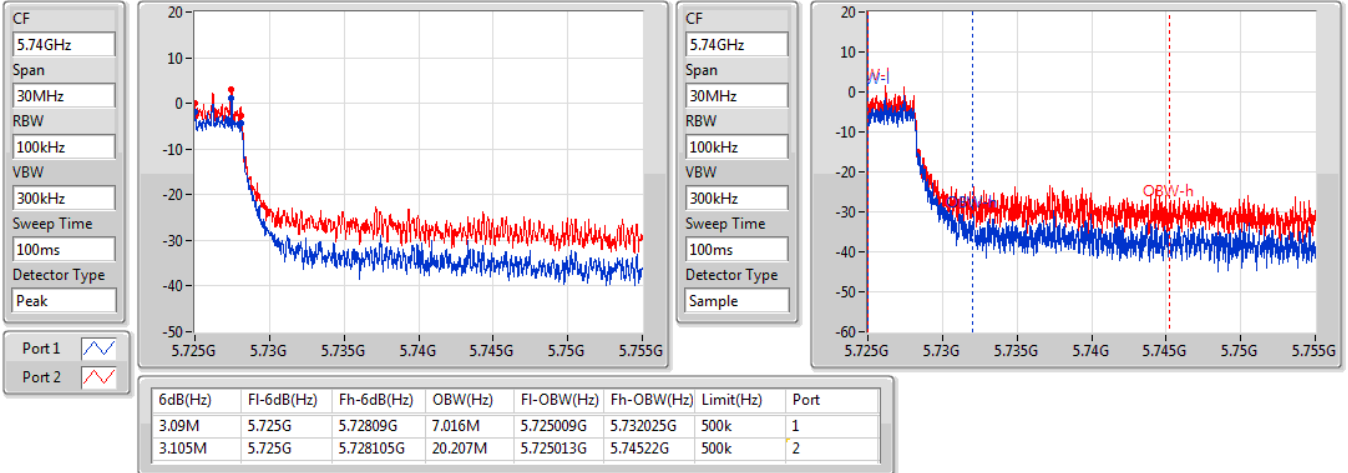 CF
5.74GHz
Span
30MHz
RBW
100kHz
VBW
300kHz
Sweep Time
100ms
Detector Type
Peak
Port 1
Port 2
20
10
0
-10
-20
-30
-40
-50
5.725G 5.73G 5.735G 5.74G 5.745G 5.75G 5.755G
CF
5.74GHz
Span
30MHz
RBW
100kHz
VBW
300kHz
Sweep Time
100ms
Detector Type
Sample
20
10
0
-10
-20
-30
-40
-50
-60
W-l
OBW-h
5.725G 5.73G 5.735G 5.74G 5.745G 5.75G 5.755G
6dB(Hz) Fl-6dB(Hz) Fh-6dB(Hz) OBW(Hz) Fl-OBW(Hz) Fh-OBW(Hz) Limit(Hz) Port
3.09M 5.725G 5.72809G 7.016M 5.725009G 5.732025G 500k 1
3.105M 5.725G 5.728105G 20.207M 5.725013G 5.74522G 500k 2